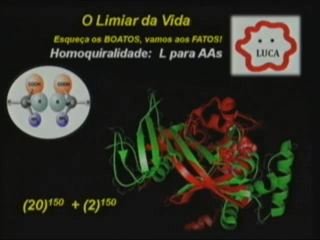 O Limiar da Vida
Esqueça os BOATOS, vamos aos FATOS!
Homoquiralidade: L para AAs
LUCA
(20)¹⁵⁰ + (2)¹⁵⁰